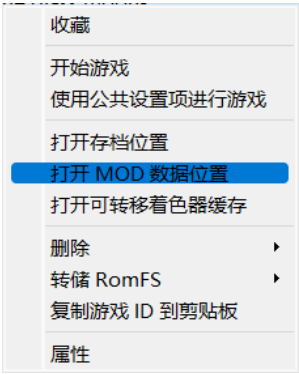 收藏
开始游戏
使用公共设置项进行游戏
打开存档位置
打开 MOD 数据位置
打开可转移着色器缓存
删除
转储 RomFS
复制游戏 ID 到剪贴板
属性